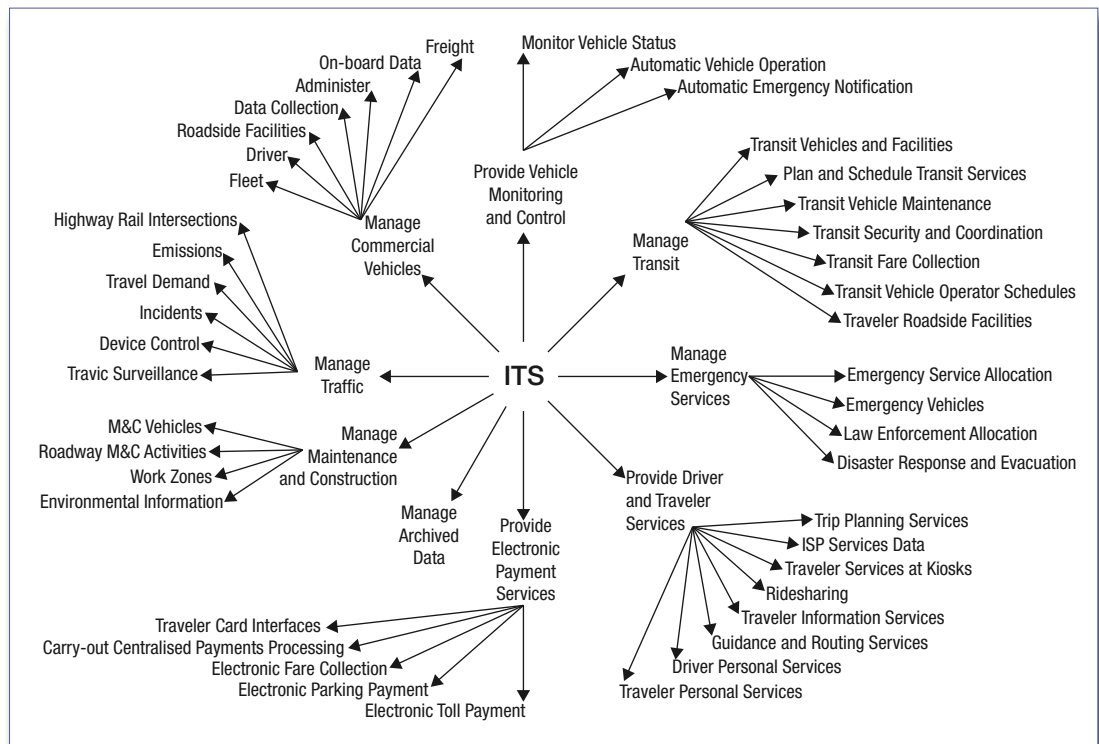 Freight
On-board Data
Administer
Data Collection
Roadside Facilities
Driver
Fleet
Manage
Commercial
Vehicles
Monitor Vehicle Status
Automatic Vehicle Operation
Automatic Emergency Notification
Provide Vehicle
Monitoring
and Control
Transit Vehicles and Facilities
Plan and Schedule Transit Services
Transit Vehicle Maintenance
Transit Security and Coordination
Transit Fare Collection
Transit Vehicle Operator Schedules
Traveler Roadside Facilities
Manage
Transit
Highway Rail Intersections
Emissions
Travel Demand
Incidents
Device Control
Travic Surveillance
Manage
Traffic
ITS
Manage
Emergency
Services
Emergency Service Allocation
Emergency Vehicles
Law Enforcement Allocation
Disaster Response and Evacuation
M&C Vehicles
Roadway M&C Activities
Work Zones
Environmental Information
Manage
Maintenance
and Construction
Manage
Archived
Data
Provide
Electronic
Payment
Services
Traveler Card Interfaces
Carry-out Centralised Payments Processing
Electronic Fare Collection
Electronic Parking Payment
Electronic Toll Payment
Provide Driver
and Traveler
Services
Trip Planning Services
ISP Services Data
Traveler Services at Kiosks
Ridesharing
Traveler Information Services
Guidance and Routing Services
Driver Personal Services
Traveler Personal Services